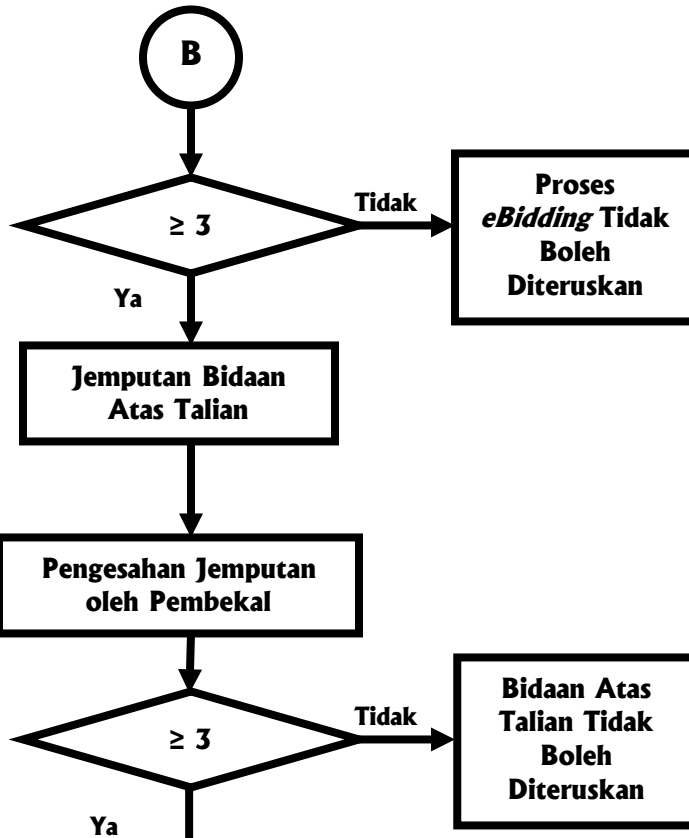 B
≥ 3
Tidak
Proses
eBidding Tidak
Boleh
Diteruskan
Ya
Jemputan Bidaan
Atas Talian
Pengesahan Jemputan
oleh Pembekal
≥ 3
Tidak
Bidaan Atas
Talian Tidak
Boleh
Diteruskan
Ya